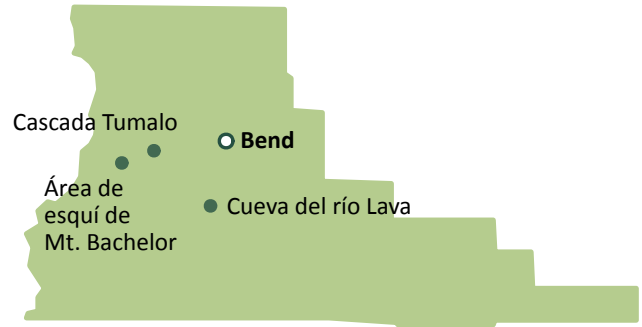 Cascada Tumalo
Bend
Área de
esquí de
Mt. Bachelor
Cueva del río Lava